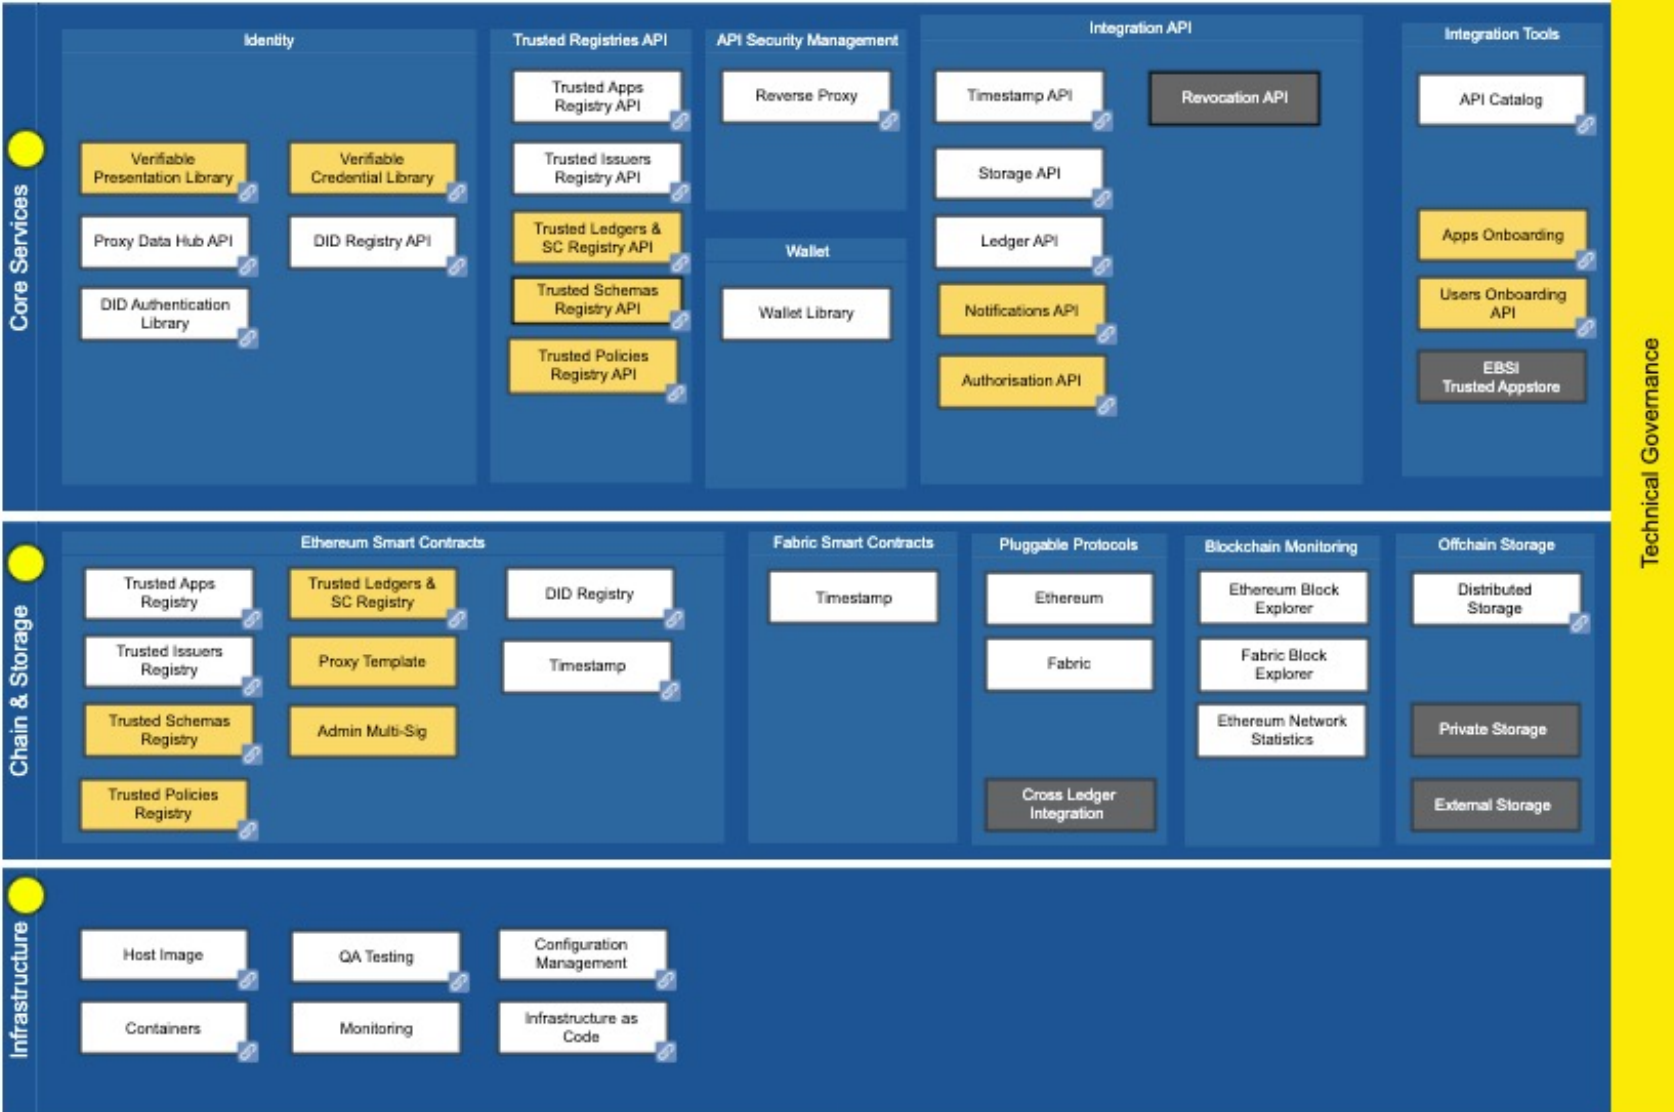 Core Services
Identity
Verifiable
Presentation Library
Verifiable
Credential Library
Proxy Data Hub API
DID Registry API
DID Authentication
Library
Trusted Registries API
Trusted Apps
Registry API
Trusted Issuers
Registry API
Trusted Ledgers &
SC Registry API
Trusted Schemas
Registry API
Trusted Policies
Registry API
API Security Management
Reverse Proxy
Wallet
Wallet Library
Integration API
Timestamp API
Revocation API
Storage API
Ledger API
Notifications API
Authorisation API
Integration Tools
API Catalog
Apps Onboarding
Users Onboarding
API
EBSI
Trusted Appstore
Chain & Storage
Ethereum Smart Contracts
Trusted Apps
Registry
Trusted Ledgers &
SC Registry
DID Registry
Trusted Issuers
Registry
Proxy Template
Timestamp
Trusted Schemas
Registry
Admin Multi-Sig
Trusted Policies
Registry
Fabric Smart Contracts
Timestamp
Pluggable Protocols
Ethereum
Fabric
Cross Ledger
Integration
Blockchain Monitoring
Ethereum Block
Explorer
Fabric Block
Explorer
Ethereum Network
Statistics
Offchain Storage
Distributed
Storage
Private Storage
External Storage
Infrastructure
Host Image
QA Testing
Configuration
Management
Containers
Monitoring
Infrastructure as
Code
Technical Governance